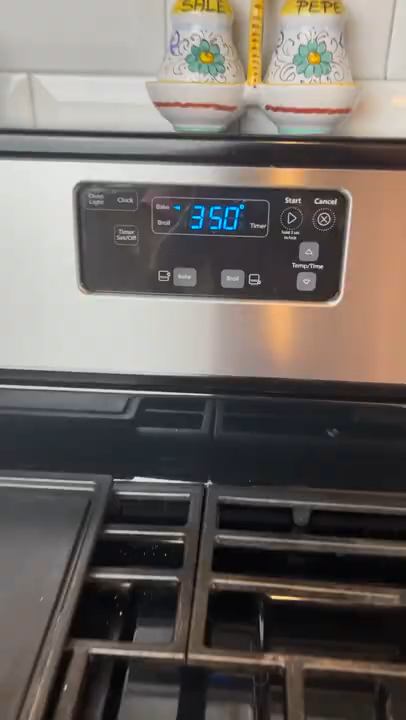 SALE
PEPE
Oven
Light
Clock
Timer
Set/Off
Bake
Broil
350°
Timer
Start
Cancel
Temp/Time
Bake
Broil